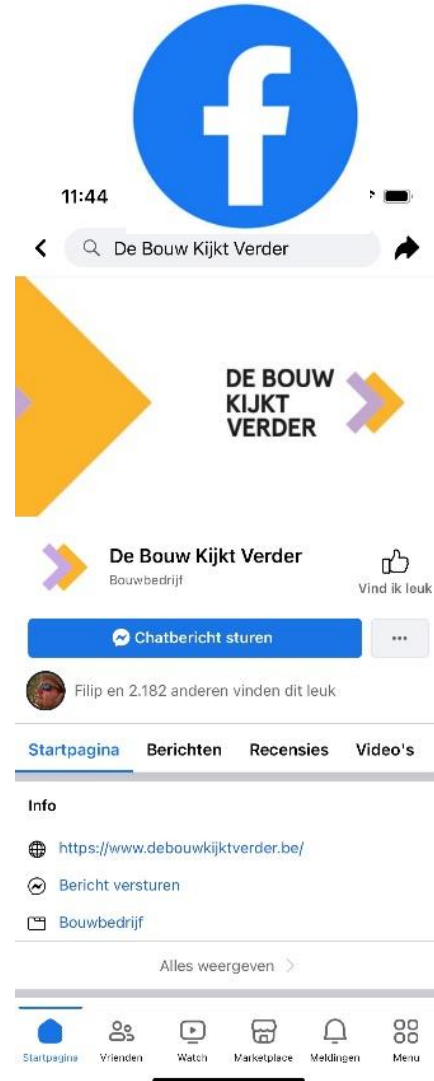 11:44
De Bouw Kijkt Verder
DE BOUW
KIJKT
VERDER
De Bouw Kijkt Verder
Bouwbedrijf
Vind ik leuk
Chatbericht sturen
Filip en 2.182 anderen vinden dit leuk
Startpagina Berichten Recensies Video's
Info
https://www.debouwkijktverder.be/
Bericht versturen
Bouwbedrijf
Alles weergeven
Startpagina Vrienden Watch Marketplace Meldingen Menu